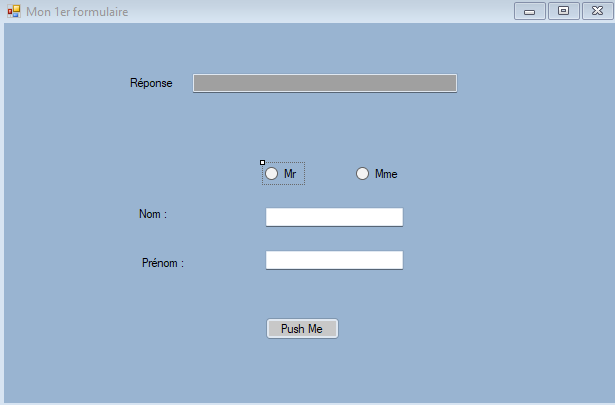 Mon 1er formulaire
Réponse
Mr Mme
Nom :
Prénom :
Push Me